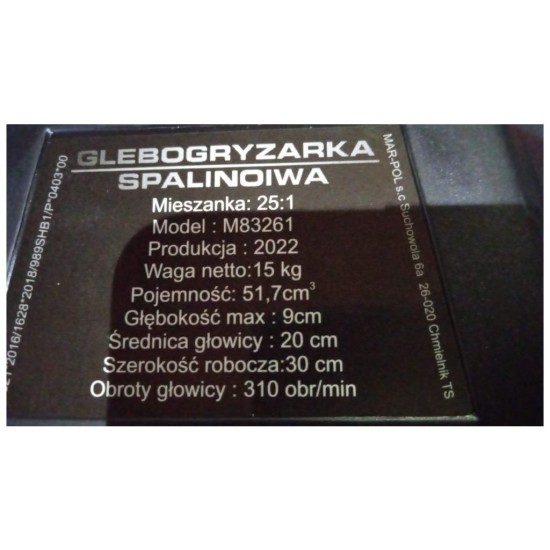 GLEBOGRYZARKA
SPALINOIWA
Mieszanka: 25:1
Model : M83261
Produkcja : 2022
Waga netto:15 kg
Pojemność: 51,7cm³
Głębokość max : 9cm
Średnica głowicy : 20 cm
Szerokość robocza:30 cm
Obroty głowicy : 310 obr/min
MAR-POL s.c Suchowola 6a 26-020 Chmielnik TS
2016/1628*2018/989SHB1/P*0403*00